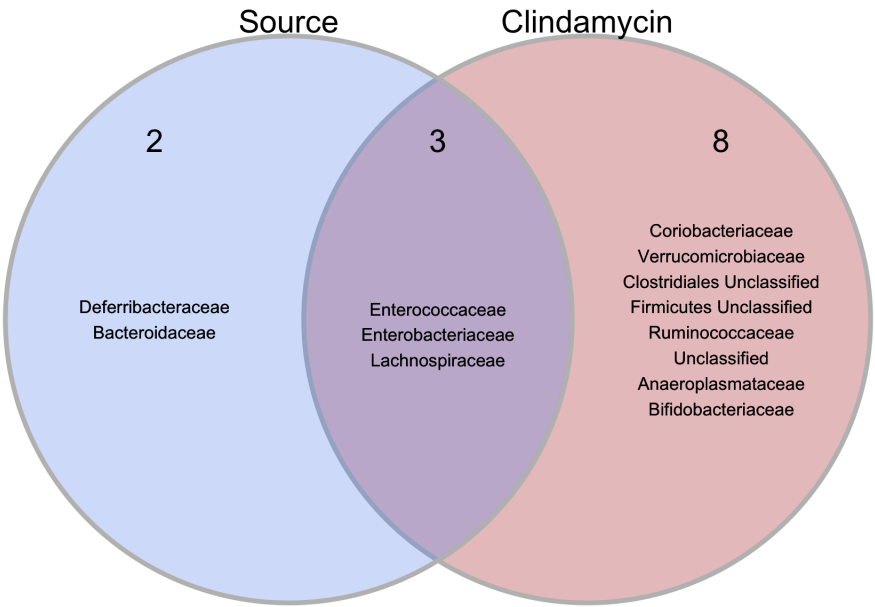 Source
Clindamycin
2
3
8
Deferribacteraceae
Bacteroidaceae
Enterococcaceae
Enterobacteriaceae
Lachnospiraceae
Coriobacteriaceae
Verrucomicrobiaceae
Clostridiales Unclassified
Firmicutes Unclassified
Ruminococcaceae
Unclassified
Anaeroplasmataceae
Bifidobacteriaceae